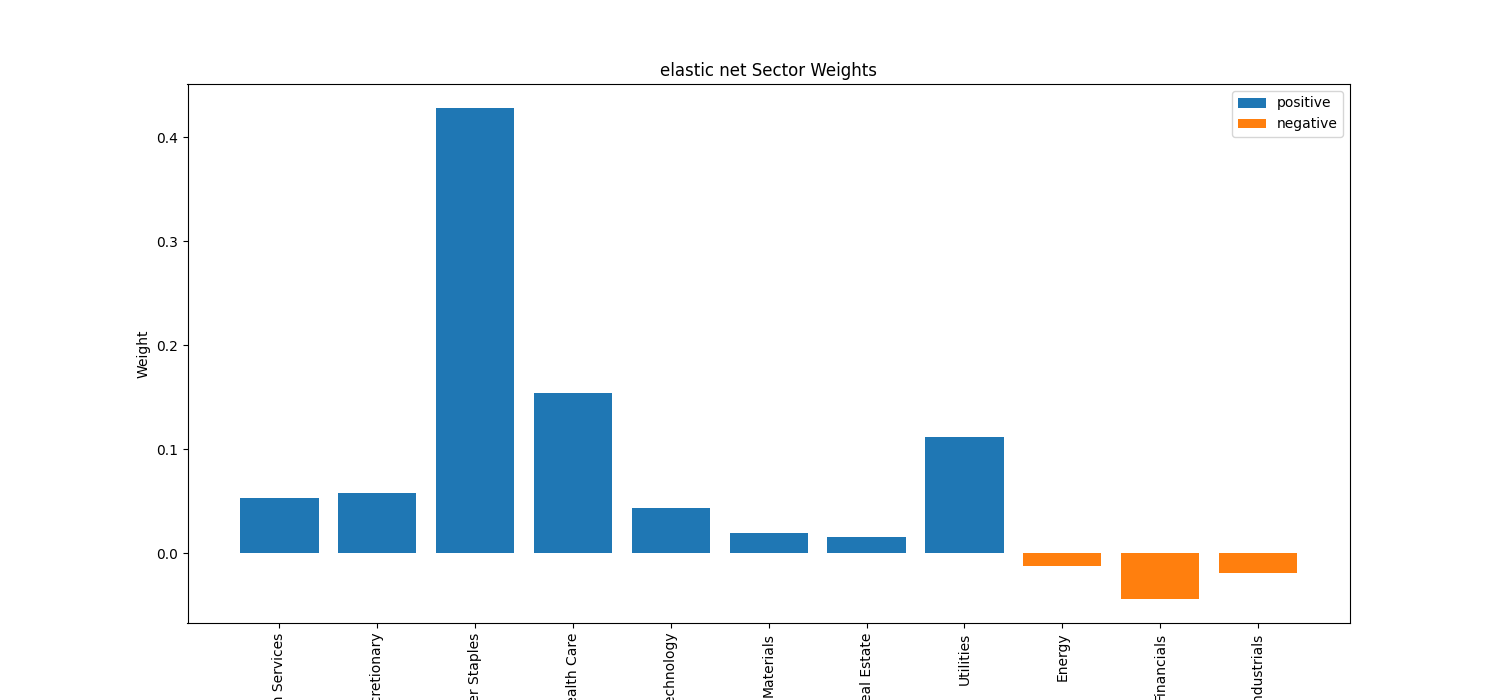 elastic net Sector Weights
positive
negative
0.4
0.3
0.2
0.1
0.0
Weight
Services
cretionary
er Staples
ealth Care
echnology
Materials
eal Estate
Utilities
Energy
Financials
ndustrials